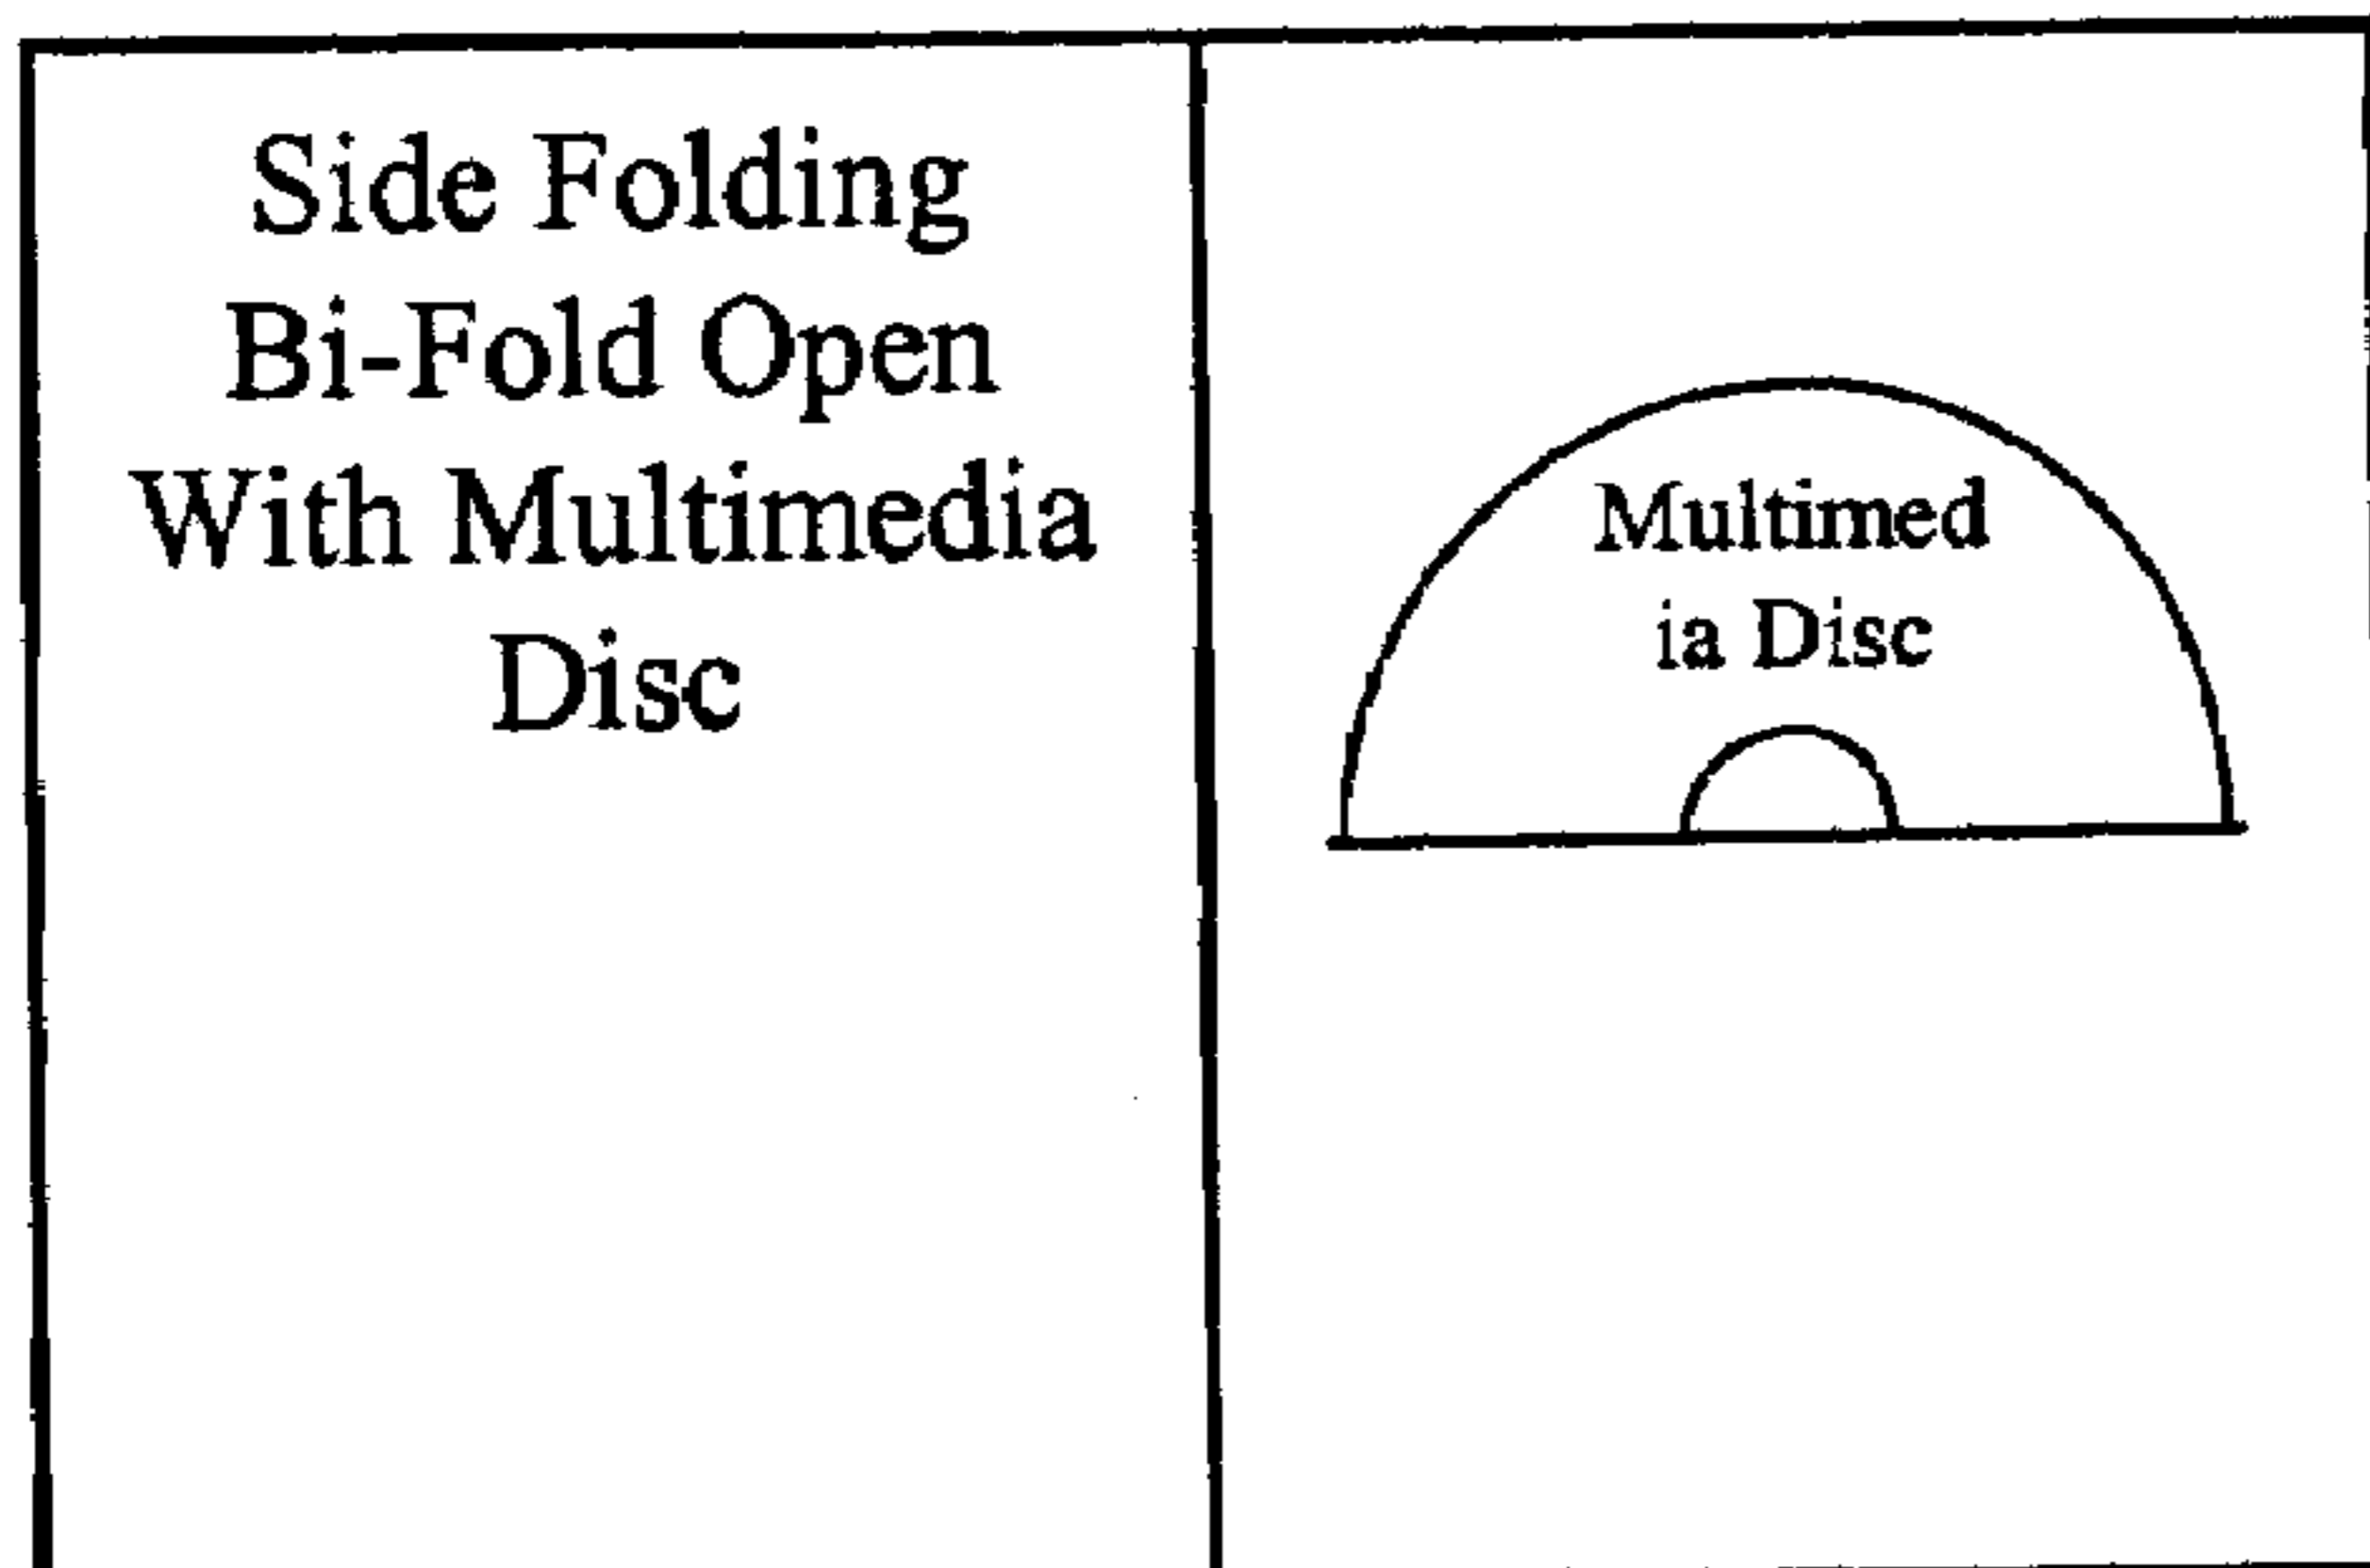 Side Folding
Bi-Fold Open
With Multimedia
Disc
Multimed
ia Disc